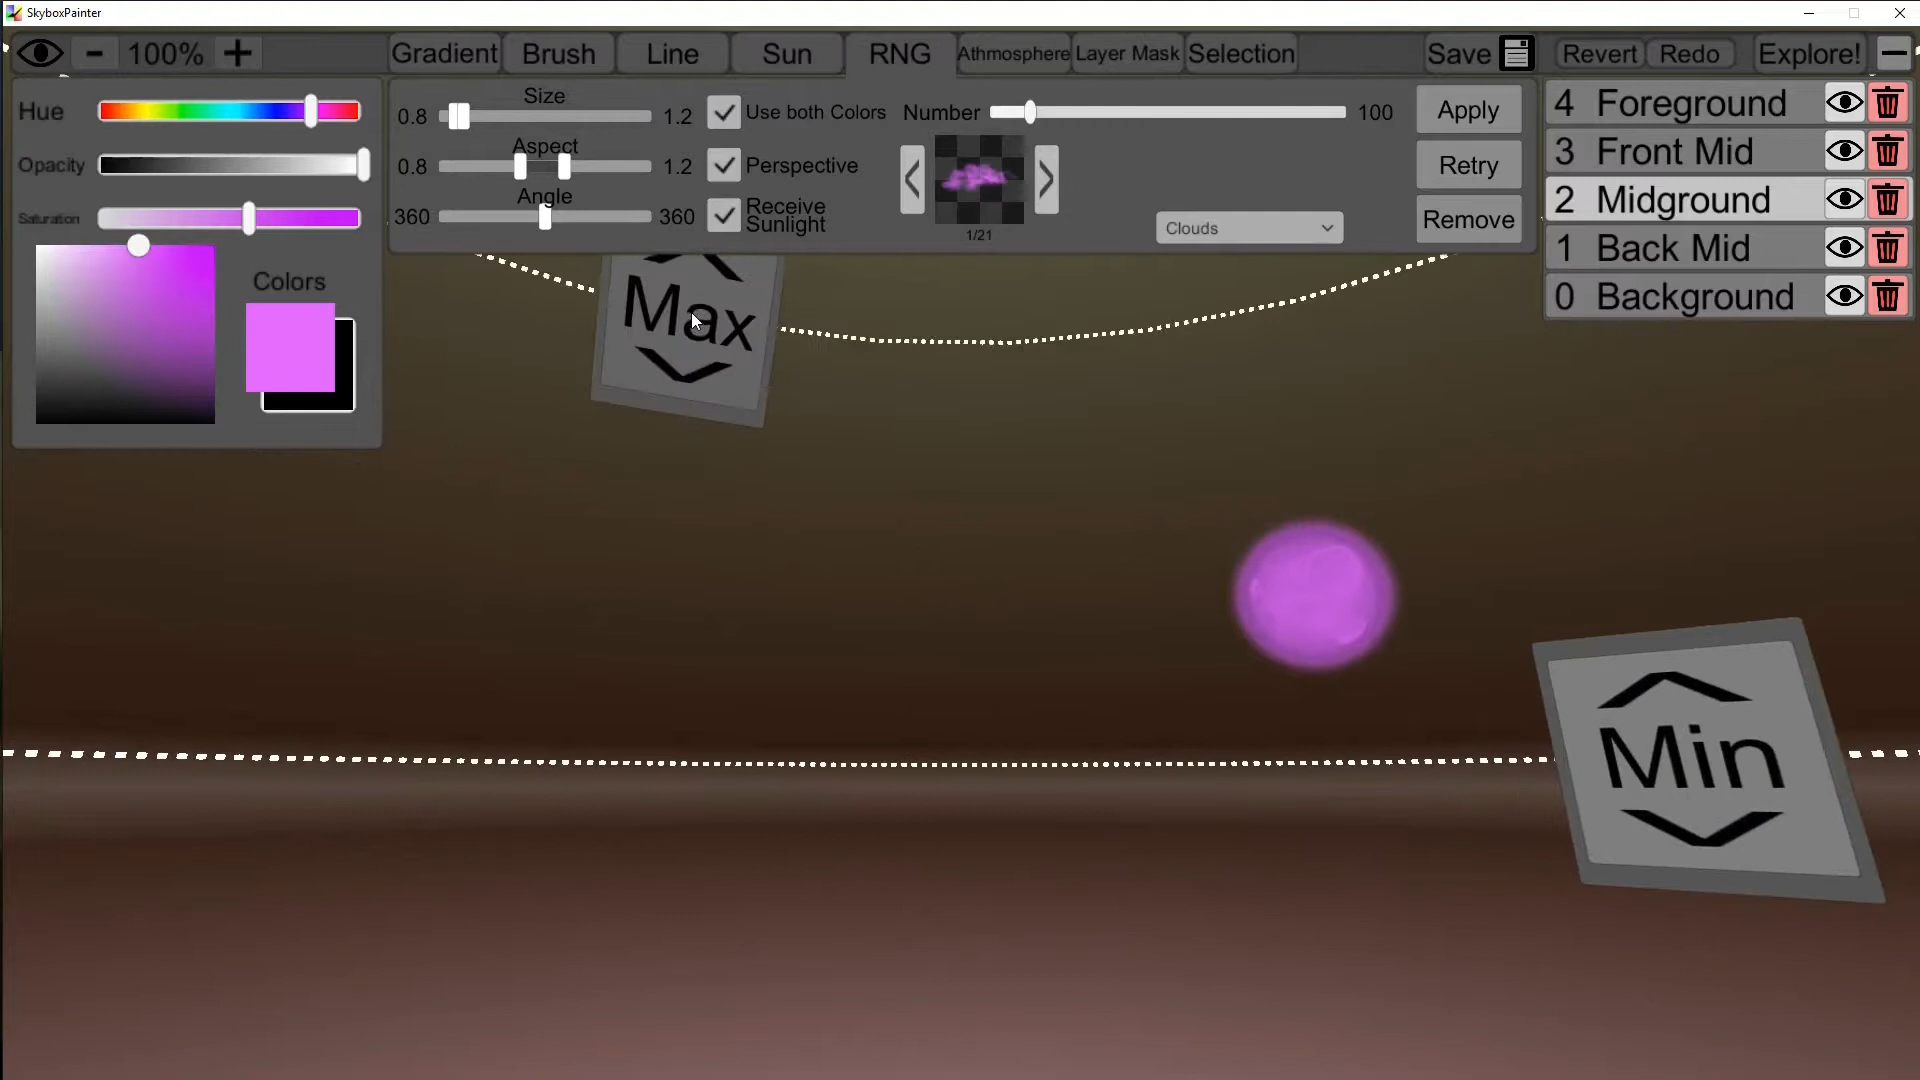 SkyboxPainter
100%
Gradient
Brush
Line
Sun
RNG
Athmosphere
Layer Mask
Selection
Save
Revert
Redo
Explore!
Hue
Opacity
Saturation
Colors
Size
0.8
1.2
Aspect
0.8
1.2
Angle
360
360
Use both Colors
Perspective
Receive
Sunlight
Number
100
1/21
Clouds
Apply
Retry
Remove
4 Foreground
3 Front Mid
2 Midground
1 Back Mid
0 Background
Max
Min